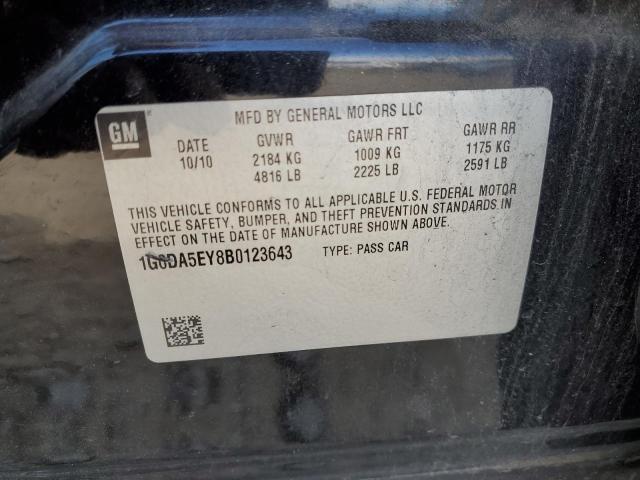 GM
MFD BY GENERAL MOTORS LLC
DATE GVWR GAWR FRT GAWR RR
10/10 2184 KG 1009 KG 1175 KG
4816 LB 2225 LB 2591 LB
THIS VEHICLE CONFORMS TO ALL APPLICABLE U.S. FEDERAL MOTOR
VEHICLE SAFETY, BUMPER, AND THEFT PREVENTION STANDARDS IN
EFFECT ON THE DATE OF MANUFACTURE SHOWN ABOVE.
1G6DA5EY8B0123643 TYPE: PASS CAR